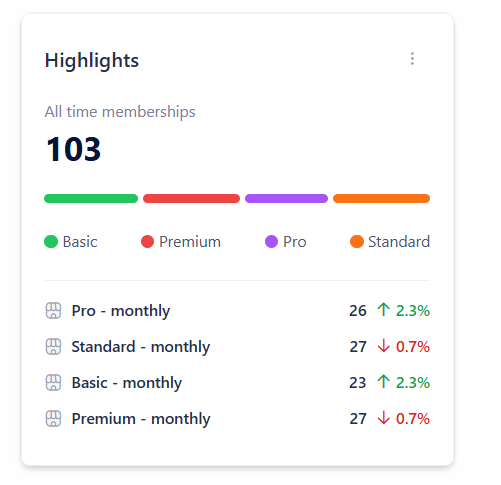 Highlights
All time memberships
103
Basic Premium Pro Standard
Pro - monthly 26 ↑ 2.3%
Standard - monthly 27 ↓ 0.7%
Basic - monthly 23 ↑ 2.3%
Premium - monthly 27 ↓ 0.7%